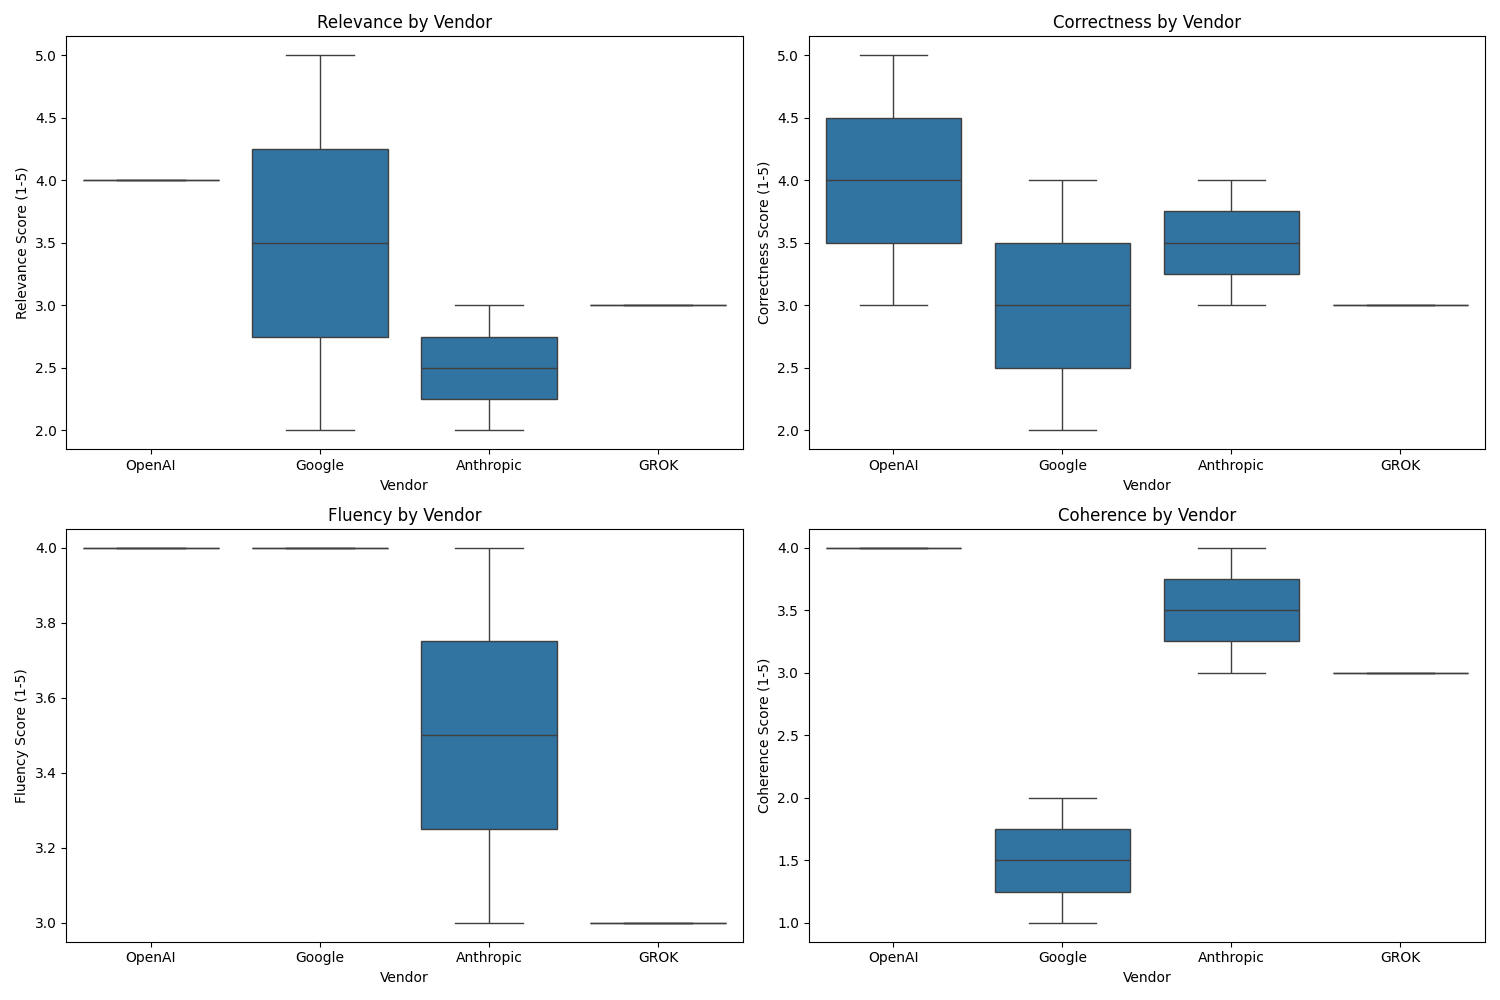 Relevance by Vendor
5.0
4.5
4.0
3.5
3.0
2.5
2.0
Relevance Score (1-5)
OpenAI Google Anthropic GROK
Vendor
Correctness by Vendor
5.0
4.5
4.0
3.5
3.0
2.5
2.0
Correctness Score (1-5)
OpenAI Google Anthropic GROK
Vendor
Fluency by Vendor
4.0
3.8
3.6
3.4
3.2
3.0
Fluency Score (1-5)
OpenAI Google Anthropic GROK
Vendor
Coherence by Vendor
4.0
3.5
3.0
2.5
2.0
1.5
1.0
Coherence Score (1-5)
OpenAI Google Anthropic GROK
Vendor